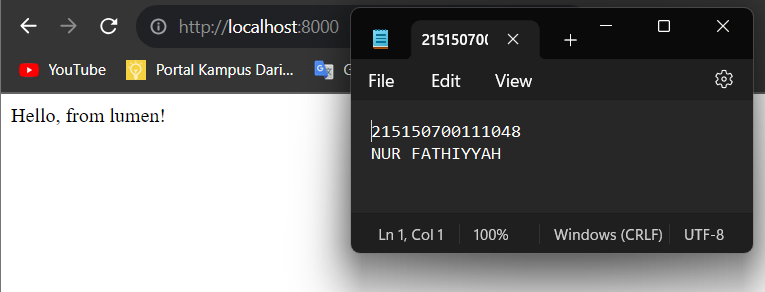 http://localhost:8000
YouTube
Portal Kampus Dari...
G
Hello, from lumen!
215150700
File
Edit
View
215150700111048
NUR FATHIYYAH
Ln 1, Col 1
100%
Windows (CRLF)
UTF-8